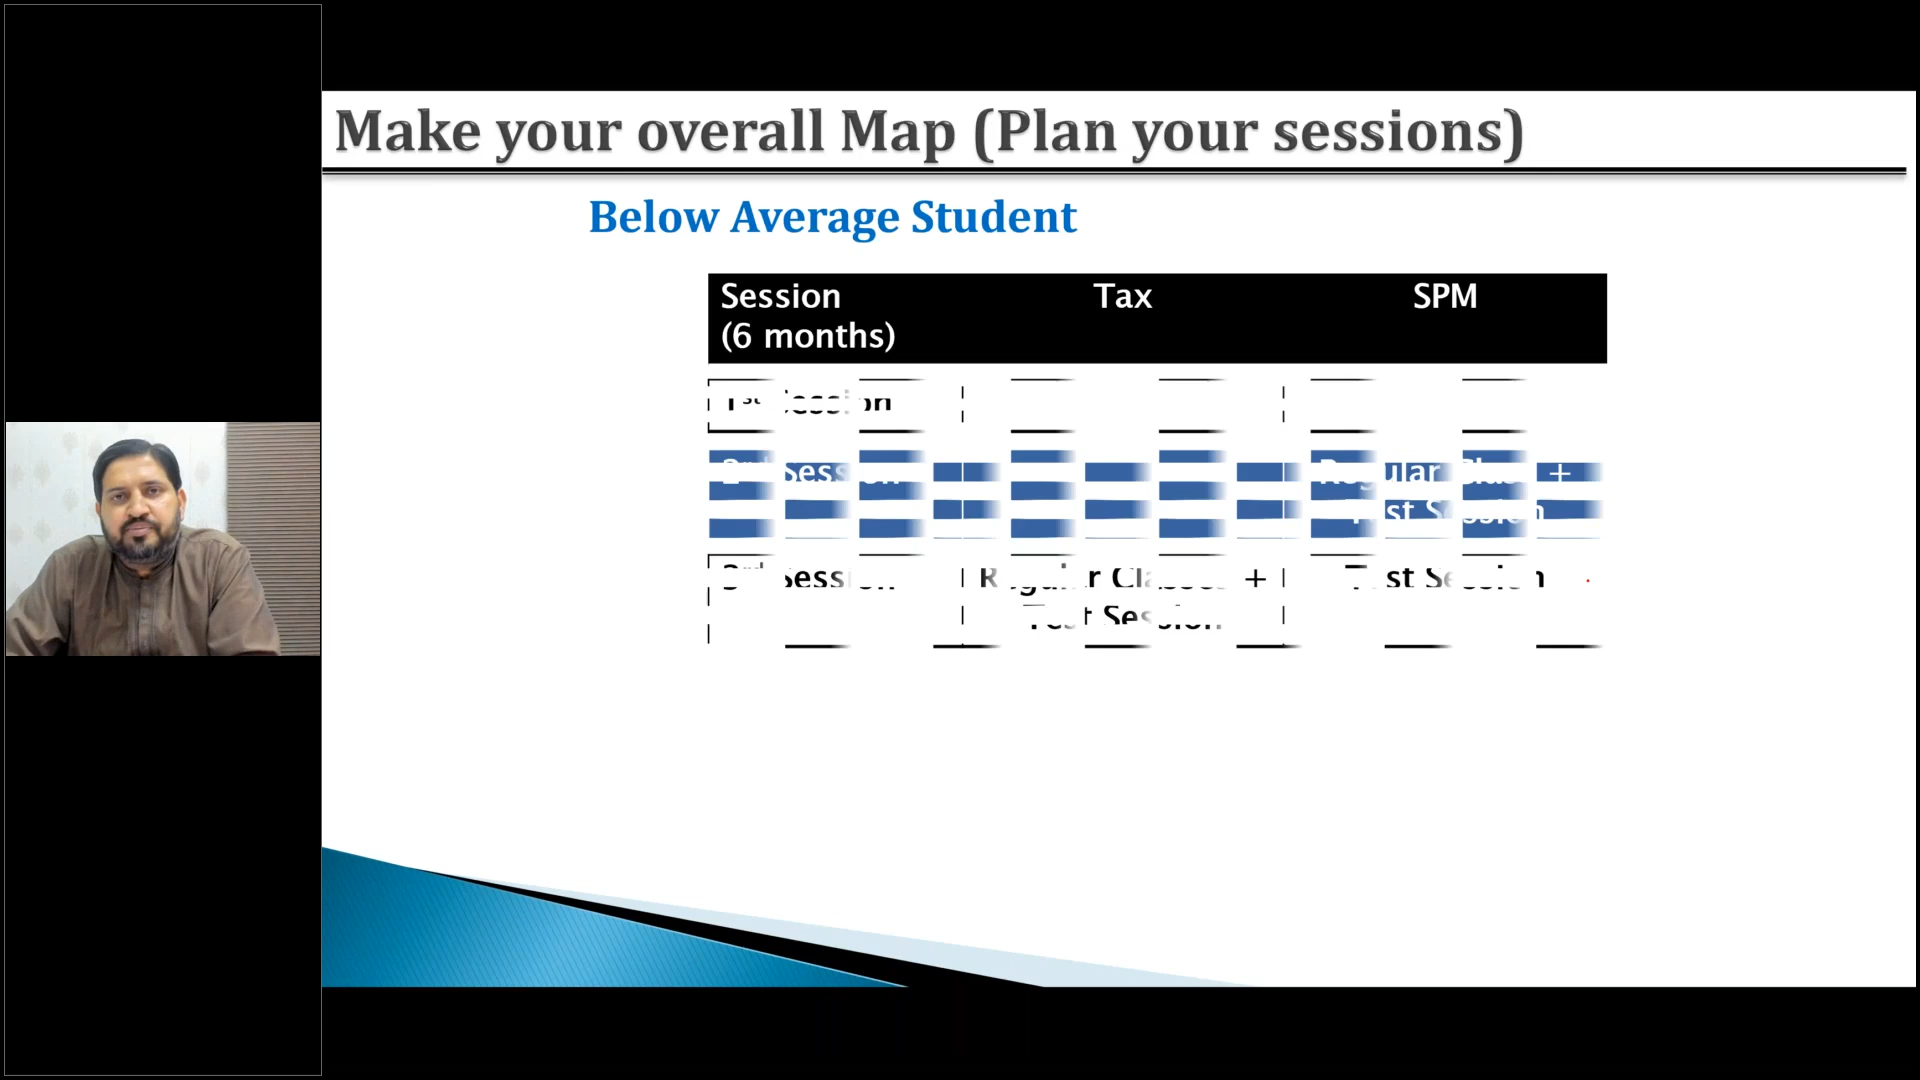 Make your overall Map (Plan your sessions)
Below Average Student
Session Tax SPM
(6 months)
1st Session
2nd Session Regular Class +
Test Session
3rd Session Regular Classes + Test Session
Test Session